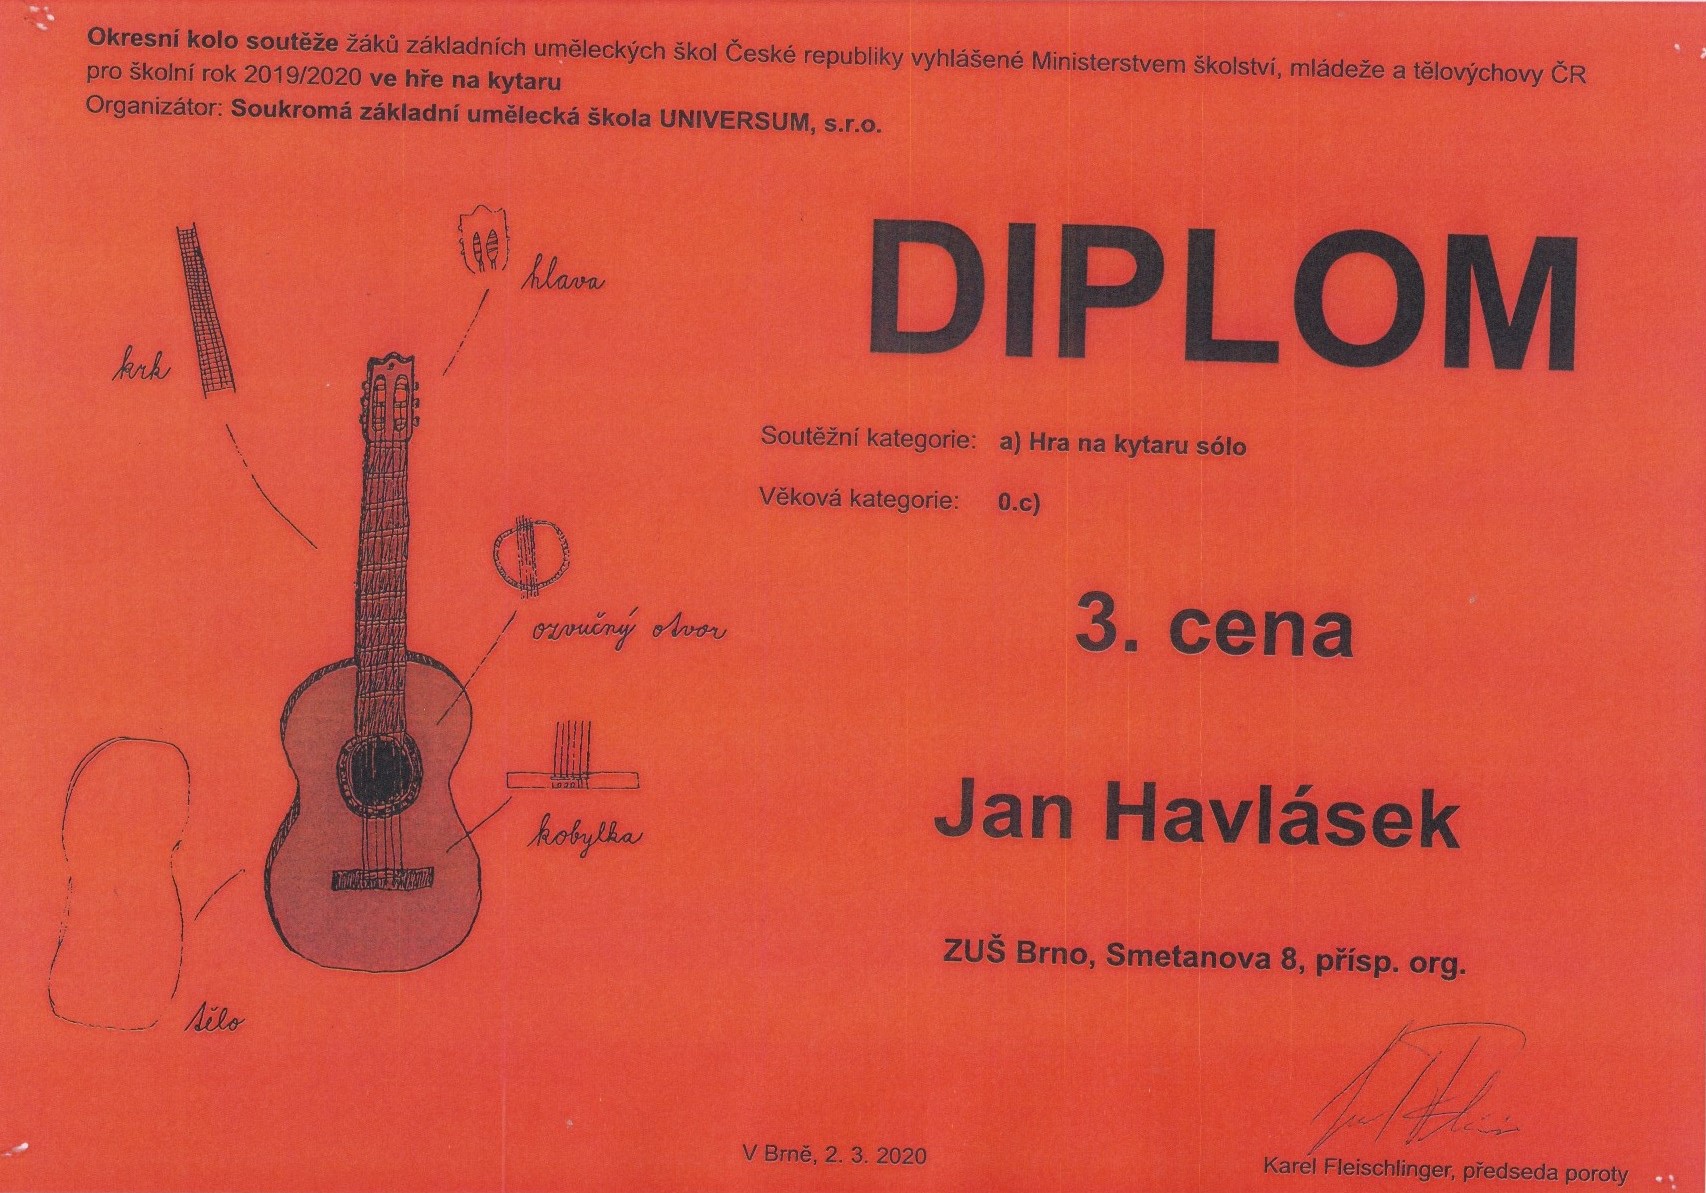 Okresní kolo soutěže žáků základních uměleckých škol České republiky vyhlášené Ministerstvem školství, mládeže a tělovýchovy ČR
pro školní rok 2019/2020 ve hře na kytaru
Organizátor: Soukromá základní umělecká škola UNIVERSUM, s.r.o.
DIPLOM
hlava
krk
ozvučný otvor
kobylka
tělo
Soutěžní kategorie: a) Hra na kytaru sólo
Věková kategorie: 0.c)
3. cena
Jan Havlásek
ZUŠ Brno, Smetanova 8, přísp. org.
V Brně, 2. 3. 2020
Karel Fleischlinger, předseda poroty